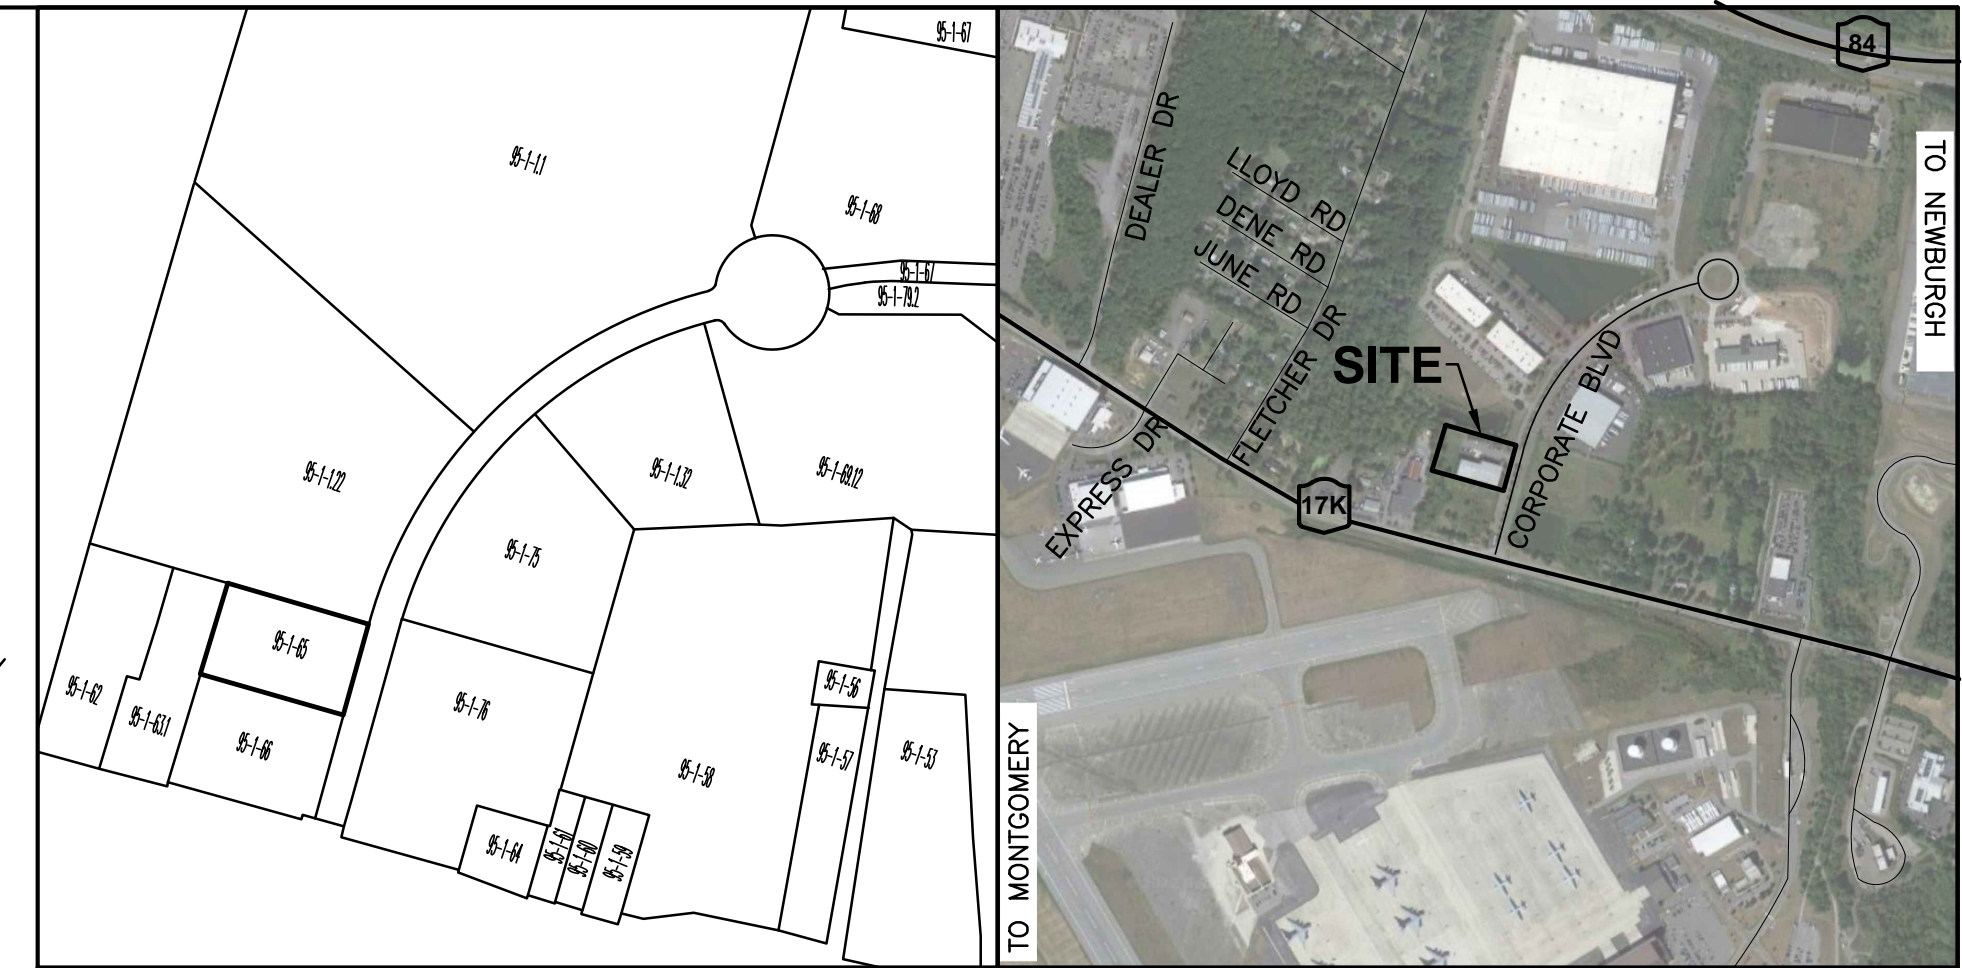 95-1-67
95-1-1.1
95-1-68
95-1-67
95-1-79.2
95-1-1.22
95-1-1.32
95-1-69.12
95-1-75
95-1-65
95-1-62
95-1-63.1
95-1-66
95-1-76
95-1-56
95-1-57
95-1-53
95-1-58
95-1-64
95-1-61
95-1-60
95-1-59
84
TO NEWBURGH
DEALER DR
LLOYD RD
DENE RD
JUNE RD
FLETCHER DR
SITE
CORPORATE BLVD
EXPRESS DR
17K
TO MONTGOMERY